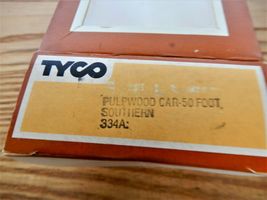 TYCO
PULPWOOD CAR-50 FOOT,
SOUTHERN
334A: